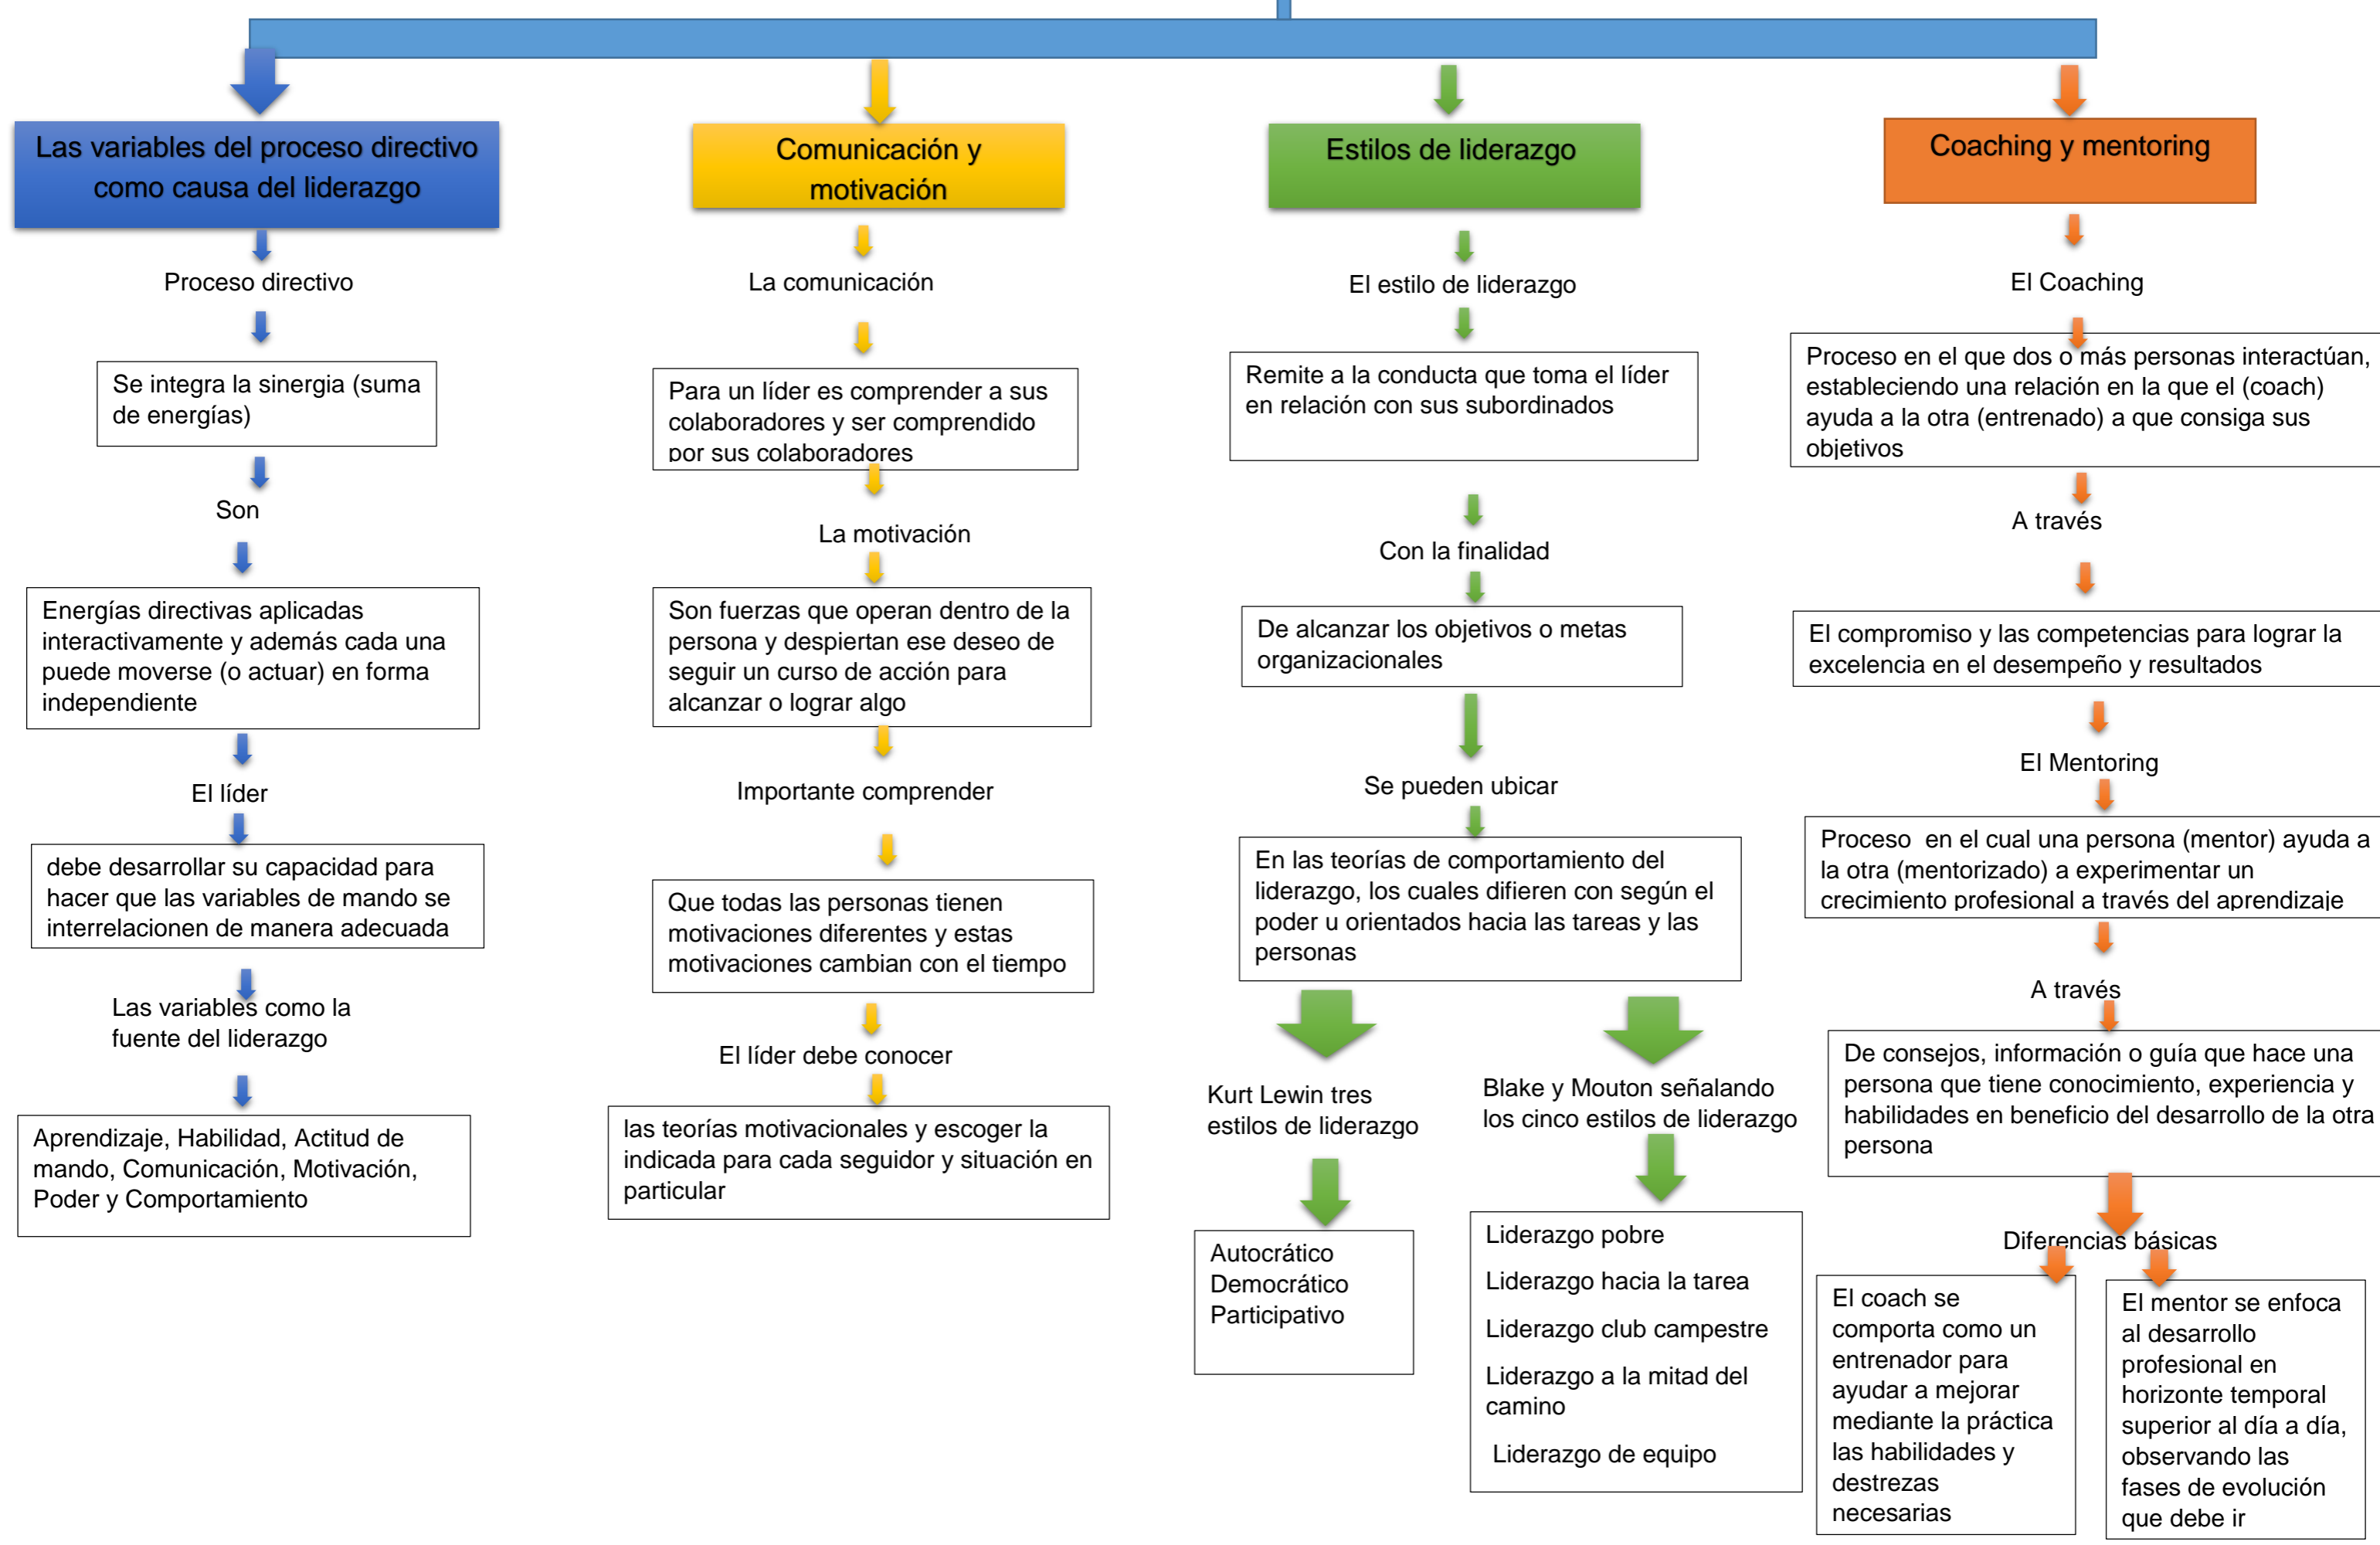 Las variables del proceso directivo
como causa del liderazgo
Proceso directivo
Se integra la sinergia (suma
de energías)
Son
Energías directivas aplicadas
interactivamente y además cada una
puede moverse (o actuar) en forma
independiente
El líder
debe desarrollar su capacidad para
hacer que las variables de mando se
interrelacionen de manera adecuada
Las variables como la
fuente del liderazgo
Aprendizaje, Habilidad, Actitud de
mando, Comunicación, Motivación,
Poder y Comportamiento
Comunicación y
motivación
La comunicación
Para un líder es comprender a sus
colaboradores y ser comprendido
por sus colaboradores
La motivación
Son fuerzas que operan dentro de la
persona y despiertan ese deseo de
seguir un curso de acción para
alcanzar o lograr algo
Importante comprender
Que todas las personas tienen
motivaciones diferentes y estas
motivaciones cambian con el tiempo
El líder debe conocer
las teorías motivacionales y escoger la
indicada para cada seguidor y situación en
particular
Estilos de liderazgo
El estilo de liderazgo
Remite a la conducta que toma el líder
en relación con sus subordinados
Con la finalidad
De alcanzar los objetivos o metas
organizacionales
Se pueden ubicar
En las teorías de comportamiento del
liderazgo, los cuales difieren con según el
poder u orientados hacia las tareas y las
personas
Kurt Lewin tres
estilos de liderazgo
Autocrático
Democrático
Participativo
Blake y Mouton señalando
los cinco estilos de liderazgo
Liderazgo pobre
Liderazgo hacia la tarea
Liderazgo club campestre
Liderazgo a la mitad del
camino
Liderazgo de equipo
Coaching y mentoring
El Coaching
Proceso en el que dos o más personas interactúan,
estableciendo una relación en la que el (coach)
ayuda a la otra (entrenado) a que consiga sus
objetivos
A través
El compromiso y las competencias para lograr la
excelencia en el desempeño y resultados
El Mentoring
Proceso en el cual una persona (mentor) ayuda a
la otra (mentorizado) a experimentar un
crecimiento profesional a través del aprendizaje
A través
De consejos, información o guía que hace una
persona que tiene conocimiento, experiencia y
habilidades en beneficio del desarrollo de la otra
persona
Diferencias básicas
El coach se
comporta como un
entrenador para
ayudar a mejorar
mediante la práctica
las habilidades y
destrezas
necesarias
El mentor se enfoca
al desarrollo
profesional en
horizonte temporal
superior al día a día,
observando las
fases de evolución
que debe ir